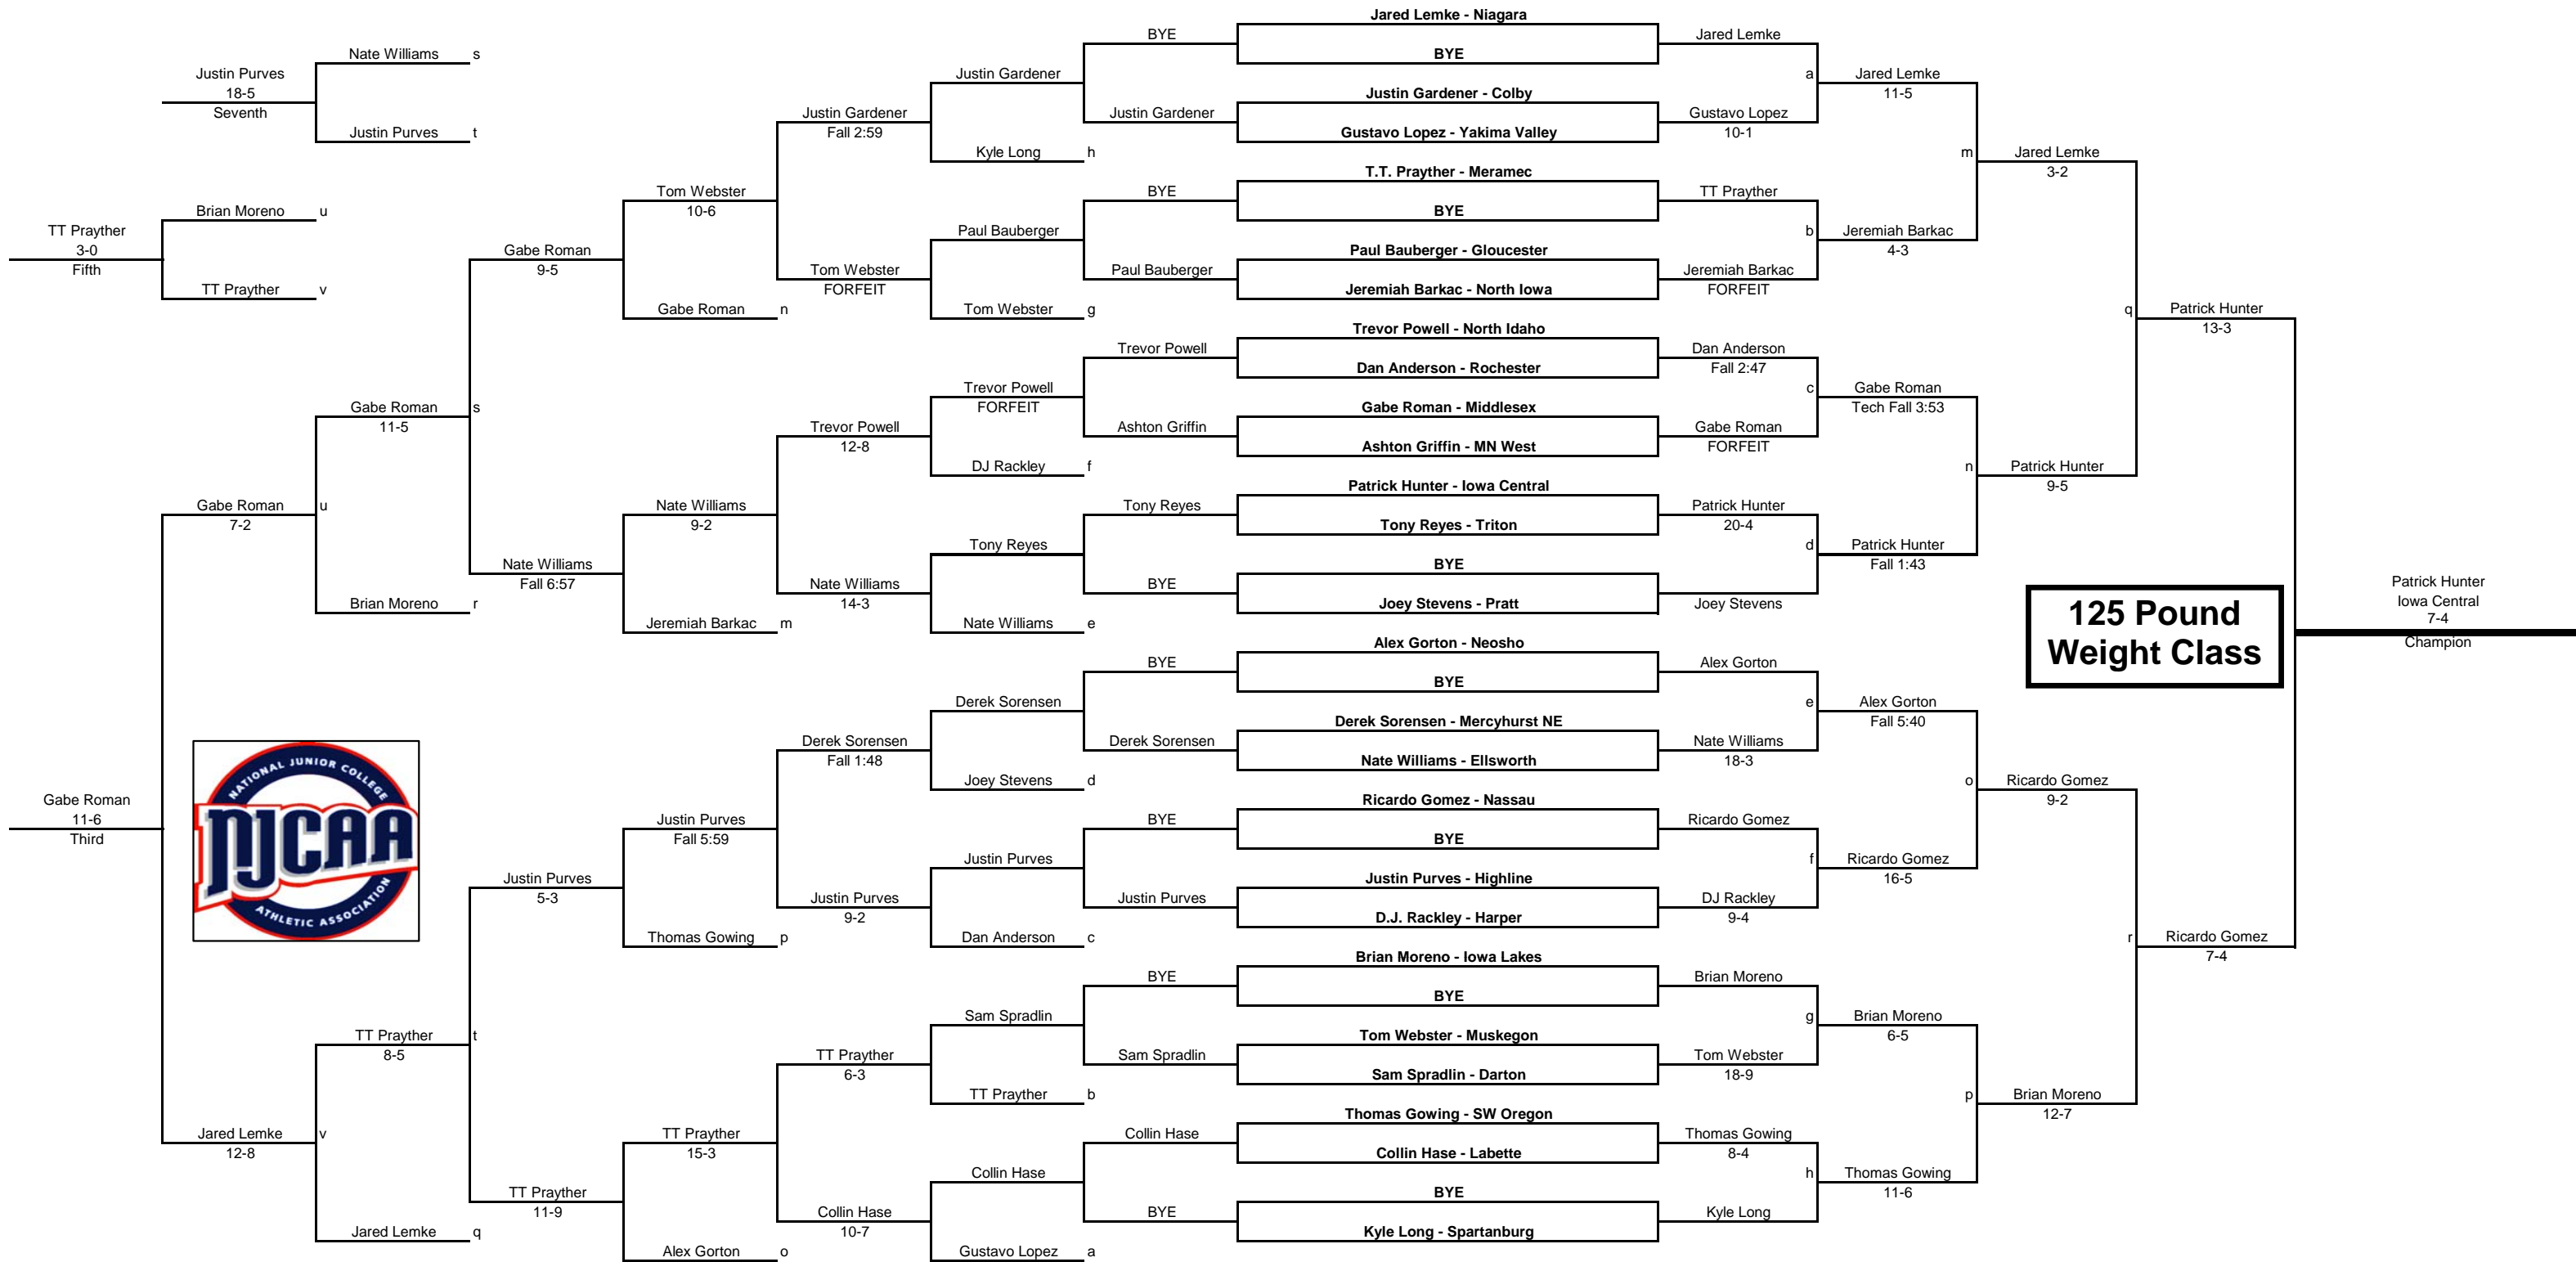 Nate Williams s
Justin Purves
18-5
Seventh
Justin Purves t
Brian Moreno u
TT Prayther
3-0
Fifth
TT Prayther v
Gabe Roman
11-6
Third
Gabe Roman u
7-2
Jared Lemke v
12-8
Gabe Roman s
11-5
Brian Moreno r
TT Prayther t
8-5
Jared Lemke q
Gabe Roman
9-5
Nate Williams
Fall 6:57
Justin Purves
5-3
TT Prayther
11-9
Tom Webster
10-6
Gabe Roman n
Nate Williams
9-2
Jeremiah Barkac m
Justin Purves
Fall 5:59
Thomas Gowing p
TT Prayther
15-3
Alex Gorton o
Justin Gardener
Fall 2:59
Tom Webster
FORFEIT
Trevor Powell
12-8
Nate Williams
14-3
Derek Sorensen
Fall 1:48
Justin Purves
9-2
TT Prayther
6-3
Collin Hase
10-7
Justin Gardener
Kyle Long h
Paul Bauberger
Tom Webster g
Trevor Powell
FORFEIT
DJ Rackley f
Tony Reyes
Nate Williams e
Derek Sorensen
Joey Stevens d
Justin Purves
Dan Anderson c
Sam Spradlin
TT Prayther b
Collin Hase
Gustavo Lopez a
BYE
Justin Gardener
BYE
Paul Bauberger
Trevor Powell
Ashton Griffin
Tony Reyes
BYE
BYE
Derek Sorensen
BYE
Justin Purves
BYE
Sam Spradlin
Collin Hase
BYE
Jared Lemke - Niagara
BYE
Justin Gardener - Colby
Gustavo Lopez - Yakima Valley
T.T. Prayther - Meramec
BYE
Paul Bauberger - Gloucester
Jeremiah Barkac - North Iowa
Trevor Powell - North Idaho
Dan Anderson - Rochester
Gabe Roman - Middlesex
Ashton Griffin - MN West
Patrick Hunter - Iowa Central
Tony Reyes - Triton
BYE
Joey Stevens - Pratt
Alex Gorton - Neosho
BYE
Derek Sorensen - Mercyhurst NE
Nate Williams - Ellsworth
Ricardo Gomez - Nassau
BYE
Justin Purves - Highline
D.J. Rackley - Harper
Brian Moreno - Iowa Lakes
BYE
Tom Webster - Muskegon
Sam Spradlin - Darton
Thomas Gowing - SW Oregon
Collin Hase - Labette
BYE
Kyle Long - Spartanburg
Jared Lemke
a
Gustavo Lopez
10-1
TT Prayther
b
Jeremiah Barkac
FORFEIT
Dan Anderson
Fall 2:47
c
Gabe Roman
FORFEIT
Patrick Hunter
20-4
d
Joey Stevens
Alex Gorton
e
Nate Williams
18-3
Ricardo Gomez
f
DJ Rackley
9-4
Brian Moreno
g
Tom Webster
18-9
Thomas Gowing
8-4
h
Kyle Long
Jared Lemke
11-5
m
Jeremiah Barkac
4-3
Gabe Roman
Tech Fall 3:53
n
Patrick Hunter
Fall 1:43
Alex Gorton
Fall 5:40
o
Ricardo Gomez
16-5
Brian Moreno
6-5
p
Thomas Gowing
11-6
Jared Lemke
3-2
q
Patrick Hunter
9-5
Ricardo Gomez
9-2
r
Brian Moreno
12-7
Patrick Hunter
13-3
Ricardo Gomez
7-4
125 Pound
Weight Class
Patrick Hunter
Iowa Central
7-4
Champion
NATIONAL JUNIOR COLLEGE
NJCAA
ATHLETIC ASSOCIATION